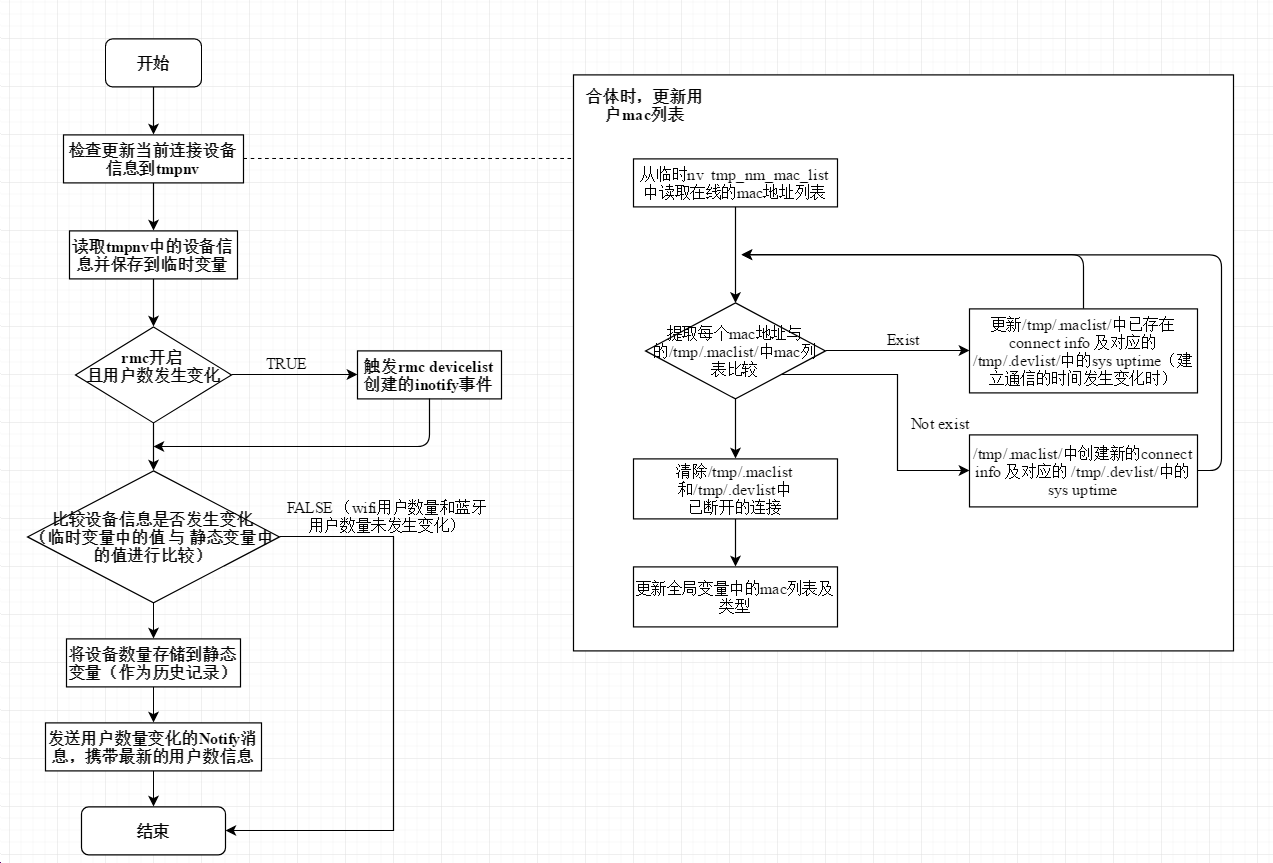 开始
检查更新当前连接设备
信息到tmpnv
读取tmpnv中的设备信
息并保存到临时变量
rmc开启
且用户数发生变化
TRUE
触发rmc devicelist
创建的inotify事件
比较设备信息是否发生变化
（临时变量中的值 与 静态变量中
的值进行比较）
FALSE（wifi用户数量和蓝牙
用户数量未发生变化）
将设备数量存储到静态
变量（作为历史记录）
发送用户数量变化的Notify消
息，携带最新的用户数信息
结束
合体时，更新用
户mac列表
从临时nv tmp_nm_mac_list
中读取在线的mac地址列表
提取每个mac地址与
的/tmp/.maclist/中mac列
表比较
Exist
更新/tmp/.maclist/中已存在
connect info 及对应的
/tmp/.devlist/中的sys uptime（建
立通信的时间发生变化时）
Not exist
/tmp/.maclist/中创建新的connect
info 及对应的 /tmp/.devlist/中的
sys uptime
清除/tmp/.maclist
和/tmp/.devlist中
已断开的连接
更新全局变量中的mac列表及
类型